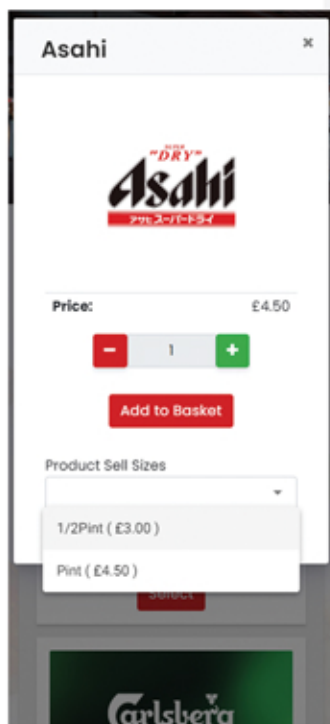 Asahi
×
SUPER
"DRY"
Asahi
アサヒスーパードライ
Price: £4.50
− 1 +
Add to Basket
Product Sell Sizes
1/2Pint ( £3.00 )
Pint ( £4.50 )
Select
Carlsberg